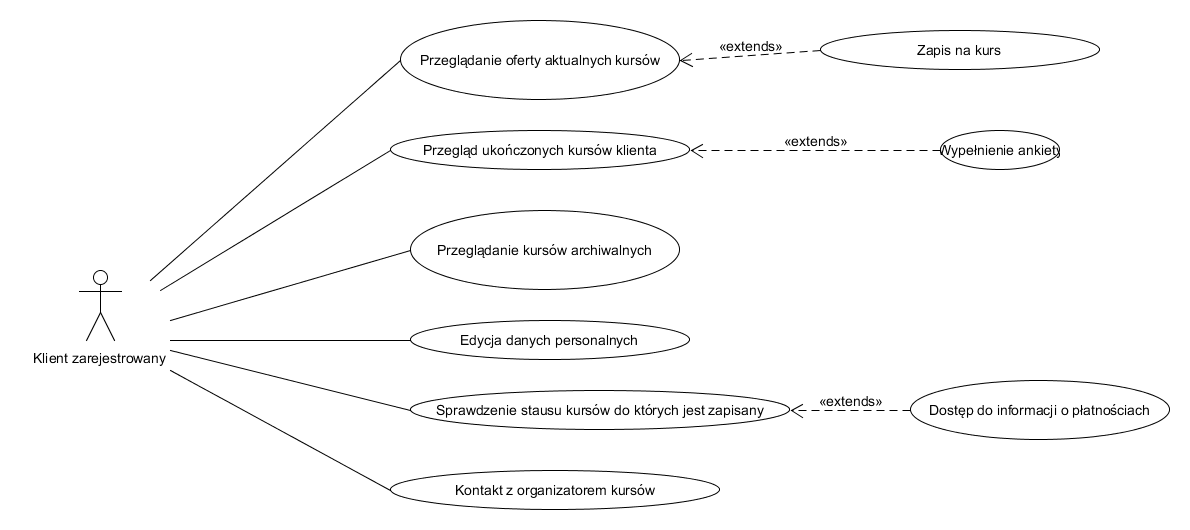 Przeglądanie oferty aktualnych kursów
«extends»
Zapis na kurs
Przegląd ukończonych kursów klienta
«extends»
Wypełnienie ankiety
Przeglądanie kursów archiwalnych
Klient zarejestrowany
Edycja danych personalnych
Sprawdzenie stausu kursów do których jest zapisany
«extends»
Dostęp do informacji o płatnościach
Kontakt z organizatorem kursów